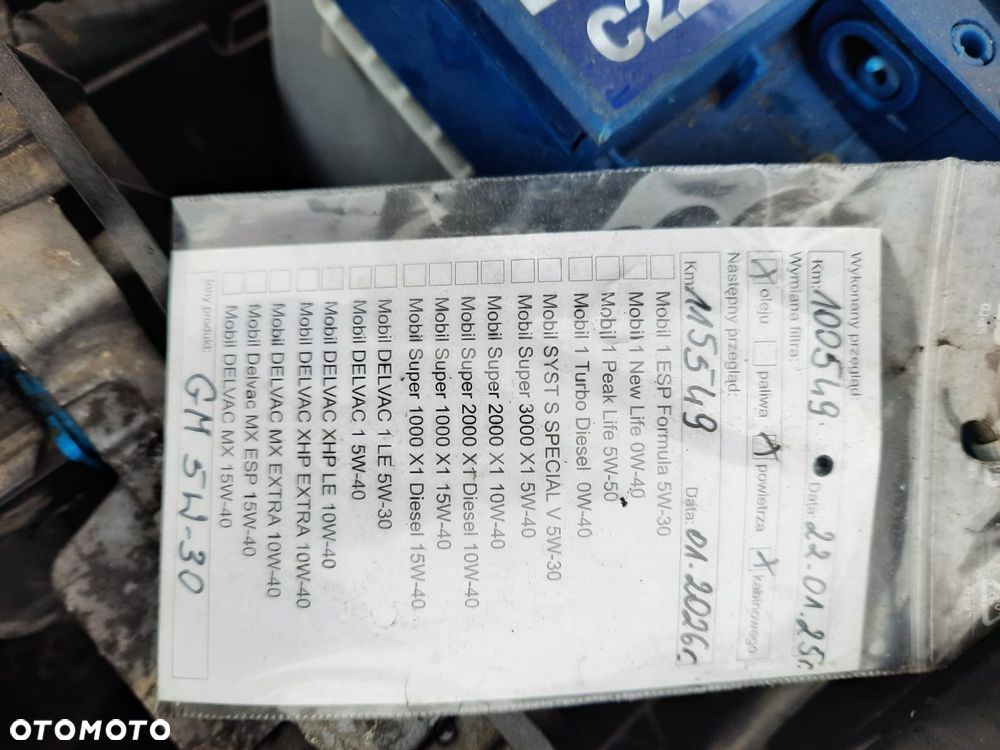 C22
Wykonany przegląd
Km: 100549 Data 22.01.25r
Wymiana filtra:
X oleju paliwa X powietrza X kabinowego
Następny przegląd:
Km: 115549 Data: 01.2026r.
Mobil 1 ESP Formula 5W-30
Mobil 1 New Life 0W-40
Mobil 1 Peak Life 5W-50
Mobil 1 Turbo Diesel 0W-40
Mobil SYST S SPECIAL V 5W-30
Mobil Super 3000 X1 5W-40
Mobil Super 2000 X1 10W-40
Mobil Super 2000 X1 Diesel 10W-40
Mobil Super 1000 X1 15W-40
Mobil Super 1000 X1 Diesel 15W-40
Mobil DELVAC 1 LE 5W-30
Mobil DELVAC 1 5W-40
Mobil DELVAC XHP LE 10W-40
Mobil DELVAC XHP EXTRA 10W-40
Mobil DELVAC MX EXTRA 10W-40
Mobil Delvac MX ESP 15W-40
Mobil DELVAC MX 15W-40
Inny produkt: GM 5W-30
OTOMOTO